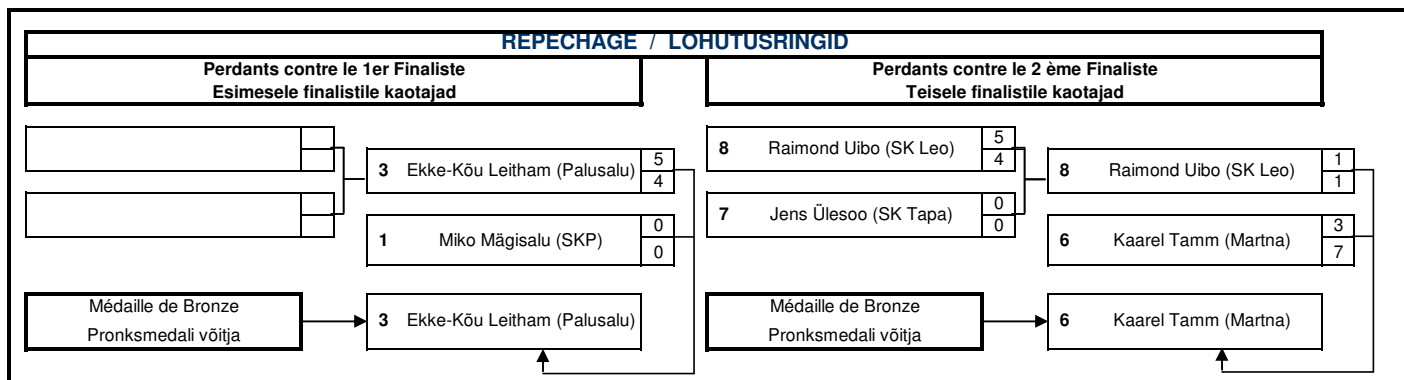 REPECHAGE / LOHUTUSRINGID
Perdants contre le 1er Finaliste
Esimesele finalistile kaotajad
Perdants contre le 2 ème Finaliste
Teisele finalistile kaotajad
3 Ekke-Kõu Leitham (Palusalu) 5
4
1 Miko Mägisalu (SKP) 0
0
8 Raimond Uibo (SK Leo) 5
4
7 Jens Ülesoo (SK Tapa) 0
0
8 Raimond Uibo (SK Leo) 1
1
6 Kaarel Tamm (Martna) 3
7
Médaille de Bronze
Pronksmedali võitja
3 Ekke-Kõu Leitham (Palusalu)
Médaille de Bronze
Pronksmedali võitja
6 Kaarel Tamm (Martna)